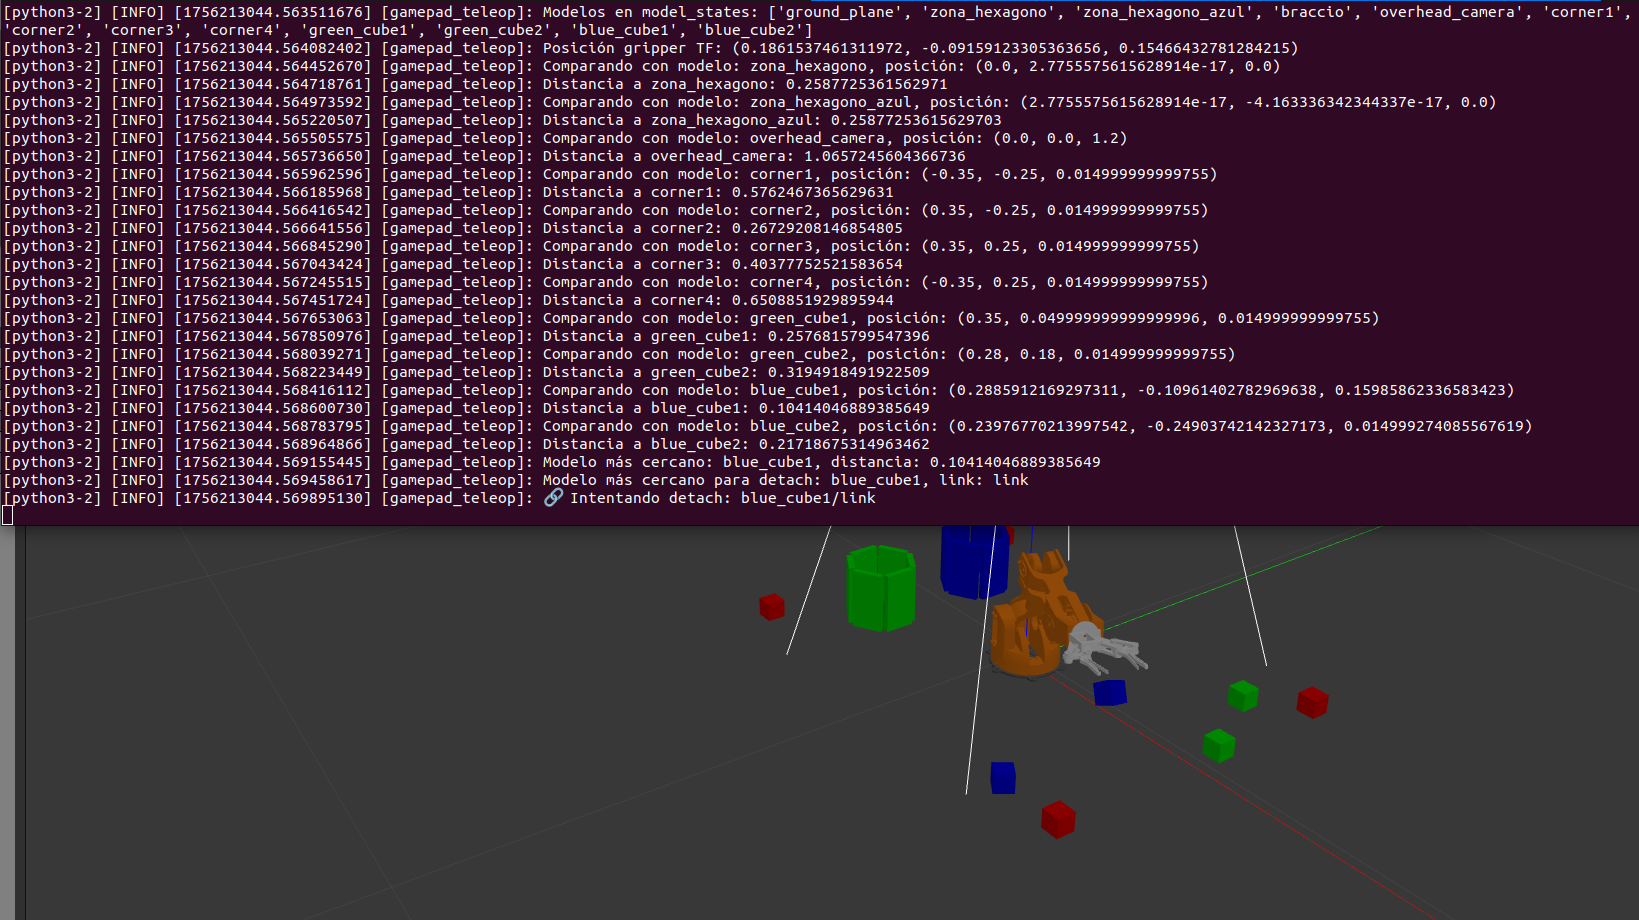 [python3-2] [INFO] [1756213044.563511676] [gamepad_teleop]: Modelos en model_states: ['ground_plane', 'zona_hexagono', 'zona_hexagono_azul', 'braccio', 'overhead_camera', 'corner1',
'corner2', 'corner3', 'corner4', 'green_cube1', 'green_cube2', 'blue_cube1', 'blue_cube2']
[python3-2] [INFO] [1756213044.564082402] [gamepad_teleop]: Posición gripper TF: (0.1861537461311972, -0.09159123305363656, 0.15466432781284215)
[python3-2] [INFO] [1756213044.564452670] [gamepad_teleop]: Comparando con modelo: zona_hexagono, posición: (0.0, 2.7755575615628914e-17, 0.0)
[python3-2] [INFO] [1756213044.564718761] [gamepad_teleop]: Distancia a zona_hexagono: 0.2587725361562971
[python3-2] [INFO] [1756213044.564973592] [gamepad_teleop]: Comparando con modelo: zona_hexagono_azul, posición: (2.7755575615628914e-17, -4.163336342344337e-17, 0.0)
[python3-2] [INFO] [1756213044.565220507] [gamepad_teleop]: Distancia a zona_hexagono_azul: 0.25877253615629703
[python3-2] [INFO] [1756213044.565505575] [gamepad_teleop]: Comparando con modelo: overhead_camera, posición: (0.0, 0.0, 1.2)
[python3-2] [INFO] [1756213044.565736650] [gamepad_teleop]: Distancia a overhead_camera: 1.0657245604366736
[python3-2] [INFO] [1756213044.565962596] [gamepad_teleop]: Comparando con modelo: corner1, posición: (-0.35, -0.25, 0.014999999999755)
[python3-2] [INFO] [1756213044.566185968] [gamepad_teleop]: Distancia a corner1: 0.5762467365629631
[python3-2] [INFO] [1756213044.566416542] [gamepad_teleop]: Comparando con modelo: corner2, posición: (0.35, -0.25, 0.014999999999755)
[python3-2] [INFO] [1756213044.566641556] [gamepad_teleop]: Distancia a corner2: 0.26729208146854805
[python3-2] [INFO] [1756213044.566845290] [gamepad_teleop]: Comparando con modelo: corner3, posición: (0.35, 0.25, 0.014999999999755)
[python3-2] [INFO] [1756213044.567043424] [gamepad_teleop]: Distancia a corner3: 0.40377752521583654
[python3-2] [INFO] [1756213044.567245515] [gamepad_teleop]: Comparando con modelo: corner4, posición: (-0.35, 0.25, 0.014999999999755)
[python3-2] [INFO] [1756213044.567451724] [gamepad_teleop]: Distancia a corner4: 0.6508851929895944
[python3-2] [INFO] [1756213044.567653063] [gamepad_teleop]: Comparando con modelo: green_cube1, posición: (0.35, 0.049999999999999996, 0.014999999999755)
[python3-2] [INFO] [1756213044.567850976] [gamepad_teleop]: Distancia a green_cube1: 0.2576815799547396
[python3-2] [INFO] [1756213044.568039271] [gamepad_teleop]: Comparando con modelo: green_cube2, posición: (0.28, 0.18, 0.014999999999755)
[python3-2] [INFO] [1756213044.568223449] [gamepad_teleop]: Distancia a green_cube2: 0.3194918491922509
[python3-2] [INFO] [1756213044.568416112] [gamepad_teleop]: Comparando con modelo: blue_cube1, posición: (0.2885912169297311, -0.10961402782969638, 0.15985862336583423)
[python3-2] [INFO] [1756213044.568600730] [gamepad_teleop]: Distancia a blue_cube1: 0.10414046889385649
[python3-2] [INFO] [1756213044.568783795] [gamepad_teleop]: Comparando con modelo: blue_cube2, posición: (0.23976770213997542, -0.24903742142327173, 0.014999274085567619)
[python3-2] [INFO] [1756213044.568964866] [gamepad_teleop]: Distancia a blue_cube2: 0.21718675314963462
[python3-2] [INFO] [1756213044.569155445] [gamepad_teleop]: Modelo más cercano: blue_cube1, distancia: 0.10414046889385649
[python3-2] [INFO] [1756213044.569458617] [gamepad_teleop]: Modelo más cercano para detach: blue_cube1, link: link
[python3-2] [INFO] [1756213044.569895130] [gamepad_teleop]: 🔗 Intentando detach: blue_cube1/link